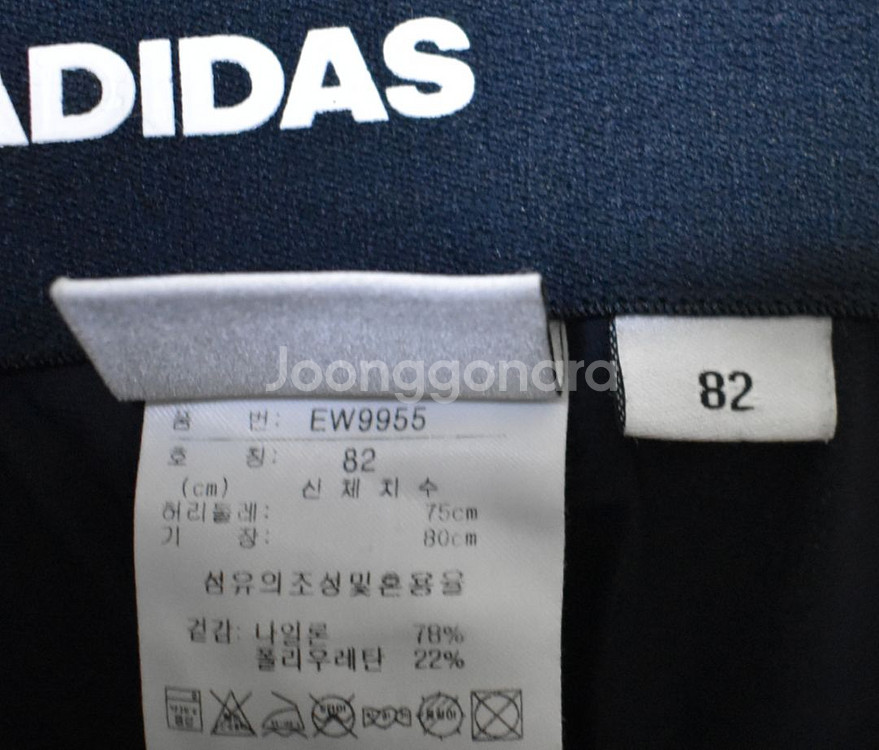 ADIDAS
Joonggonara
82
품 번: EW9955
호 칭: 82
(cm) 신 체 치 수
허리둘레: 75cm
기 장: 80cm
섬유의조성및혼용율
겉감: 나일론 78%
폴리우레탄 22%